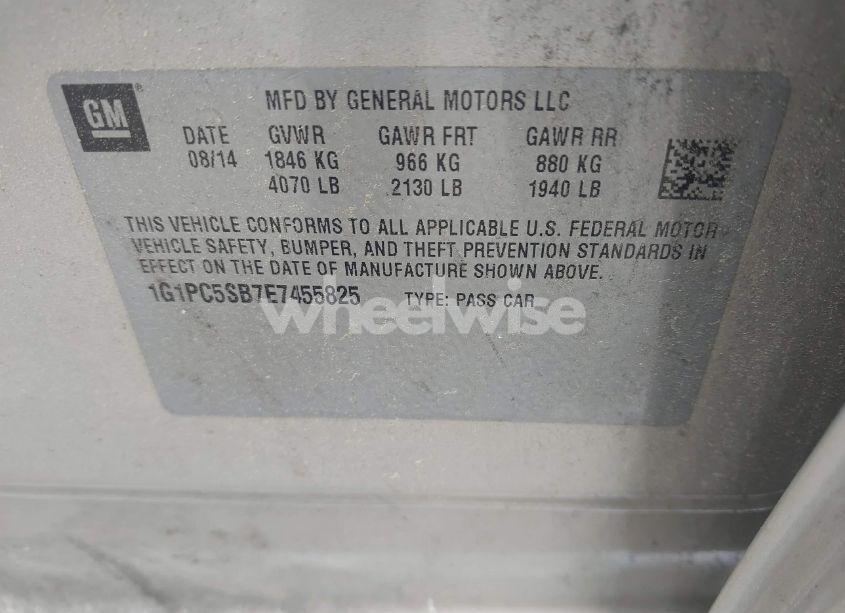 GM® MFD BY GENERAL MOTORS LLC
DATE GVWR GAWR FRT GAWR RR
08/14 1846 KG 966 KG 880 KG
4070 LB 2130 LB 1940 LB
THIS VEHICLE CONFORMS TO ALL APPLICABLE U.S. FEDERAL MOTOR
VEHICLE SAFETY, BUMPER, AND THEFT PREVENTION STANDARDS IN
EFFECT ON THE DATE OF MANUFACTURE SHOWN ABOVE.
1G1PC5SB7E7455825 TYPE: PASS CAR
wheelwise